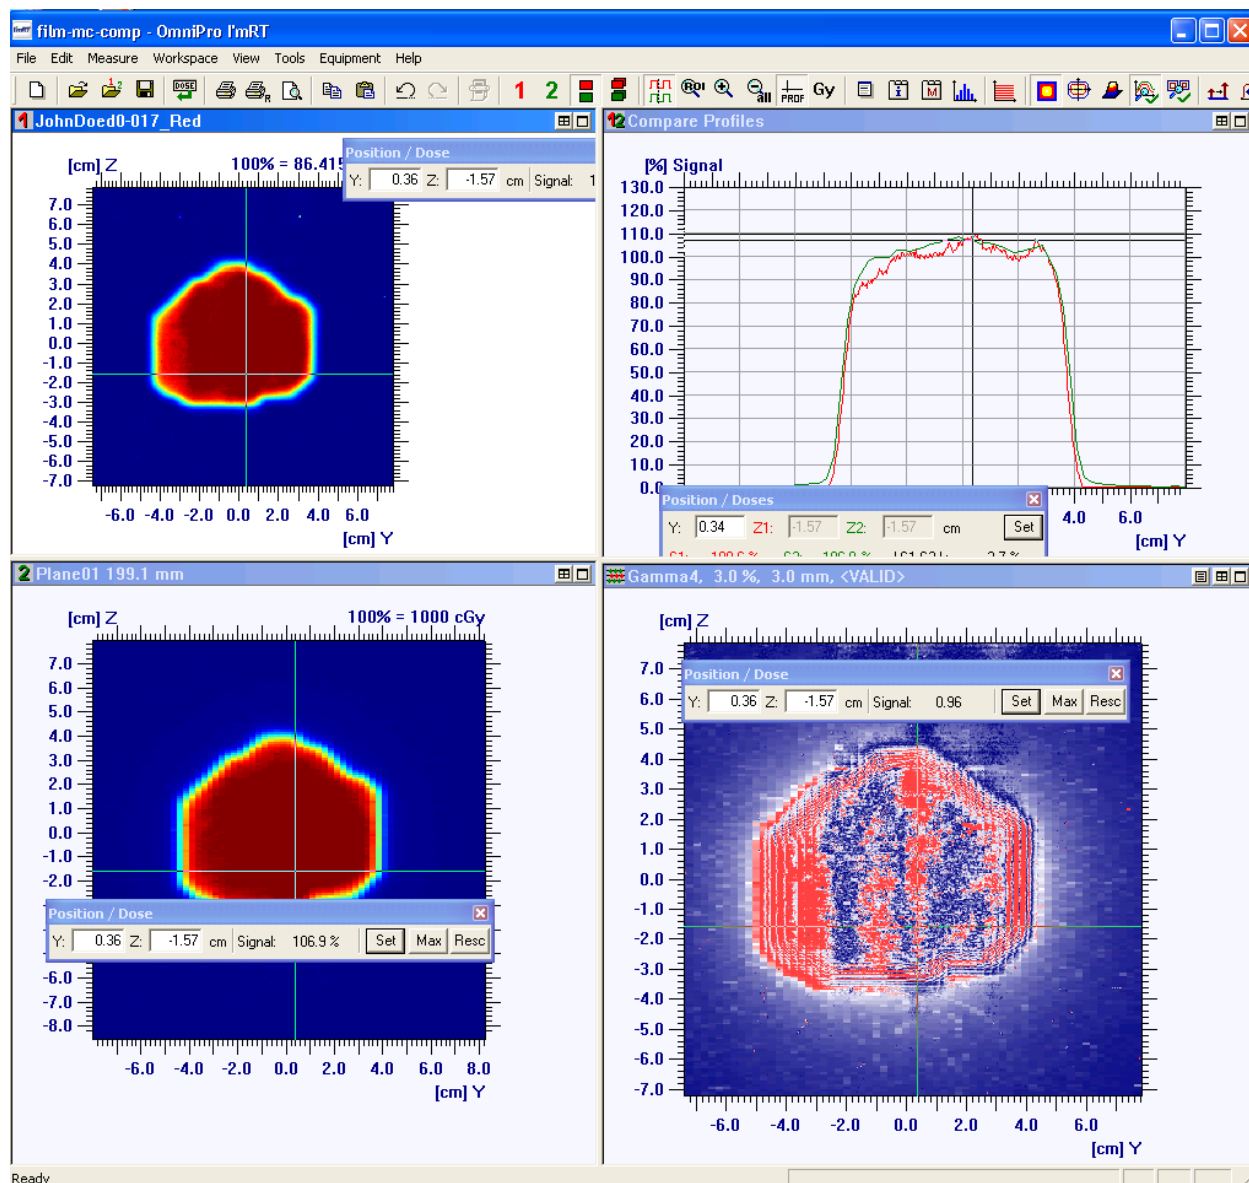 film-mc-comp - OmniPro I'mRT
File Edit Measure Workspace View Tools Equipment Help
DOSE R 1 2 ROI all PROF Gy M
1 JohnDoed0-017_Red
[cm] Z 100% = 86.415
Position / Dose
Y: 0.36 Z: -1.57 cm Signal: 1
7.0
6.0
5.0
4.0
3.0
2.0
1.0
0.0
-1.0
-2.0
-3.0
-4.0
-5.0
-6.0
-7.0
-6.0 -4.0 -2.0 0.0 2.0 4.0 6.0
[cm] Y
12 Compare Profiles
[%] Signal
130.0
120.0
110.0
100.0
90.0
80.0
70.0
60.0
50.0
40.0
30.0
20.0
10.0
0.0
4.0 6.0
[cm] Y
Position / Doses
Y: 0.34 Z1: -1.57 Z2: -1.57 cm Set
2 Plane01 199.1 mm
[cm] Z 100% = 1000 cGy
7.0
6.0
5.0
4.0
3.0
2.0
1.0
0.0
-1.0
-2.0
Position / Dose
Y: 0.36 Z: -1.57 cm Signal: 106.9 % Set Max Resc
-6.0
-7.0
-8.0
-6.0 -4.0 -2.0 0.0 2.0 4.0 6.0 8.0
[cm] Y
Gamma4, 3.0 %, 3.0 mm, <VALID>
[cm] Z
7.0
Position / Dose
Y: 0.36 Z: -1.57 cm Signal: 0.96 Set Max Resc
6.0
5.0
4.0
3.0
2.0
1.0
0.0
-1.0
-2.0
-3.0
-4.0
-5.0
-6.0
-7.0
-6.0 -4.0 -2.0 0.0 2.0 4.0 6.0
[cm] Y
Ready